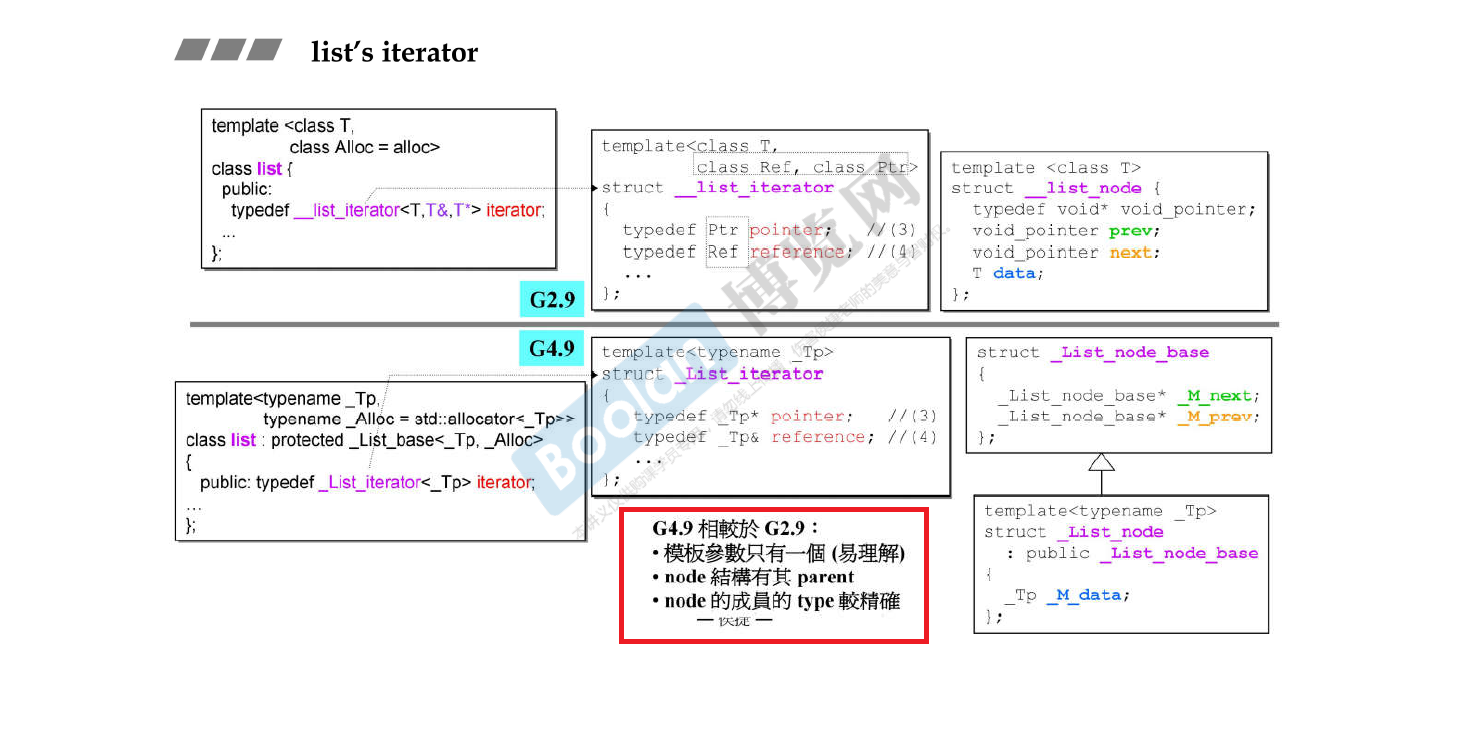 list's iterator
template <class T,
class Alloc = alloc>
class list {
public:
typedef __list_iterator<T,T&,T*> iterator;
...
};
template<class T,
class Ref, class Ptr>
struct __list_iterator
{
typedef Ptr pointer; //(3)
typedef Ref reference; //(4)
...
};
template <class T>
struct __list_node {
typedef void* void_pointer;
void_pointer prev;
void_pointer next;
T data;
};
G2.9
G4.9
template<typename _Tp,
typename _Alloc = std::allocator<_Tp>>
class list : protected _List_base<_Tp, _Alloc>
{
public: typedef _List_iterator<_Tp> iterator;
...
};
template<typename _Tp>
struct _List_iterator
{
typedef _Tp* pointer; //(3)
typedef _Tp& reference; //(4)
...
};
struct _List_node_base
{
_List_node_base* _M_next;
_List_node_base* _M_prev;
};
template<typename _Tp>
struct _List_node
: public _List_node_base
{
_Tp _M_data;
};
G4.9 相較於 G2.9：
• 模板參數只有一個 (易理解)
• node 結構有其 parent
• node 的成員的 type 較精確
— 侯捷 —
Boolan
博览网